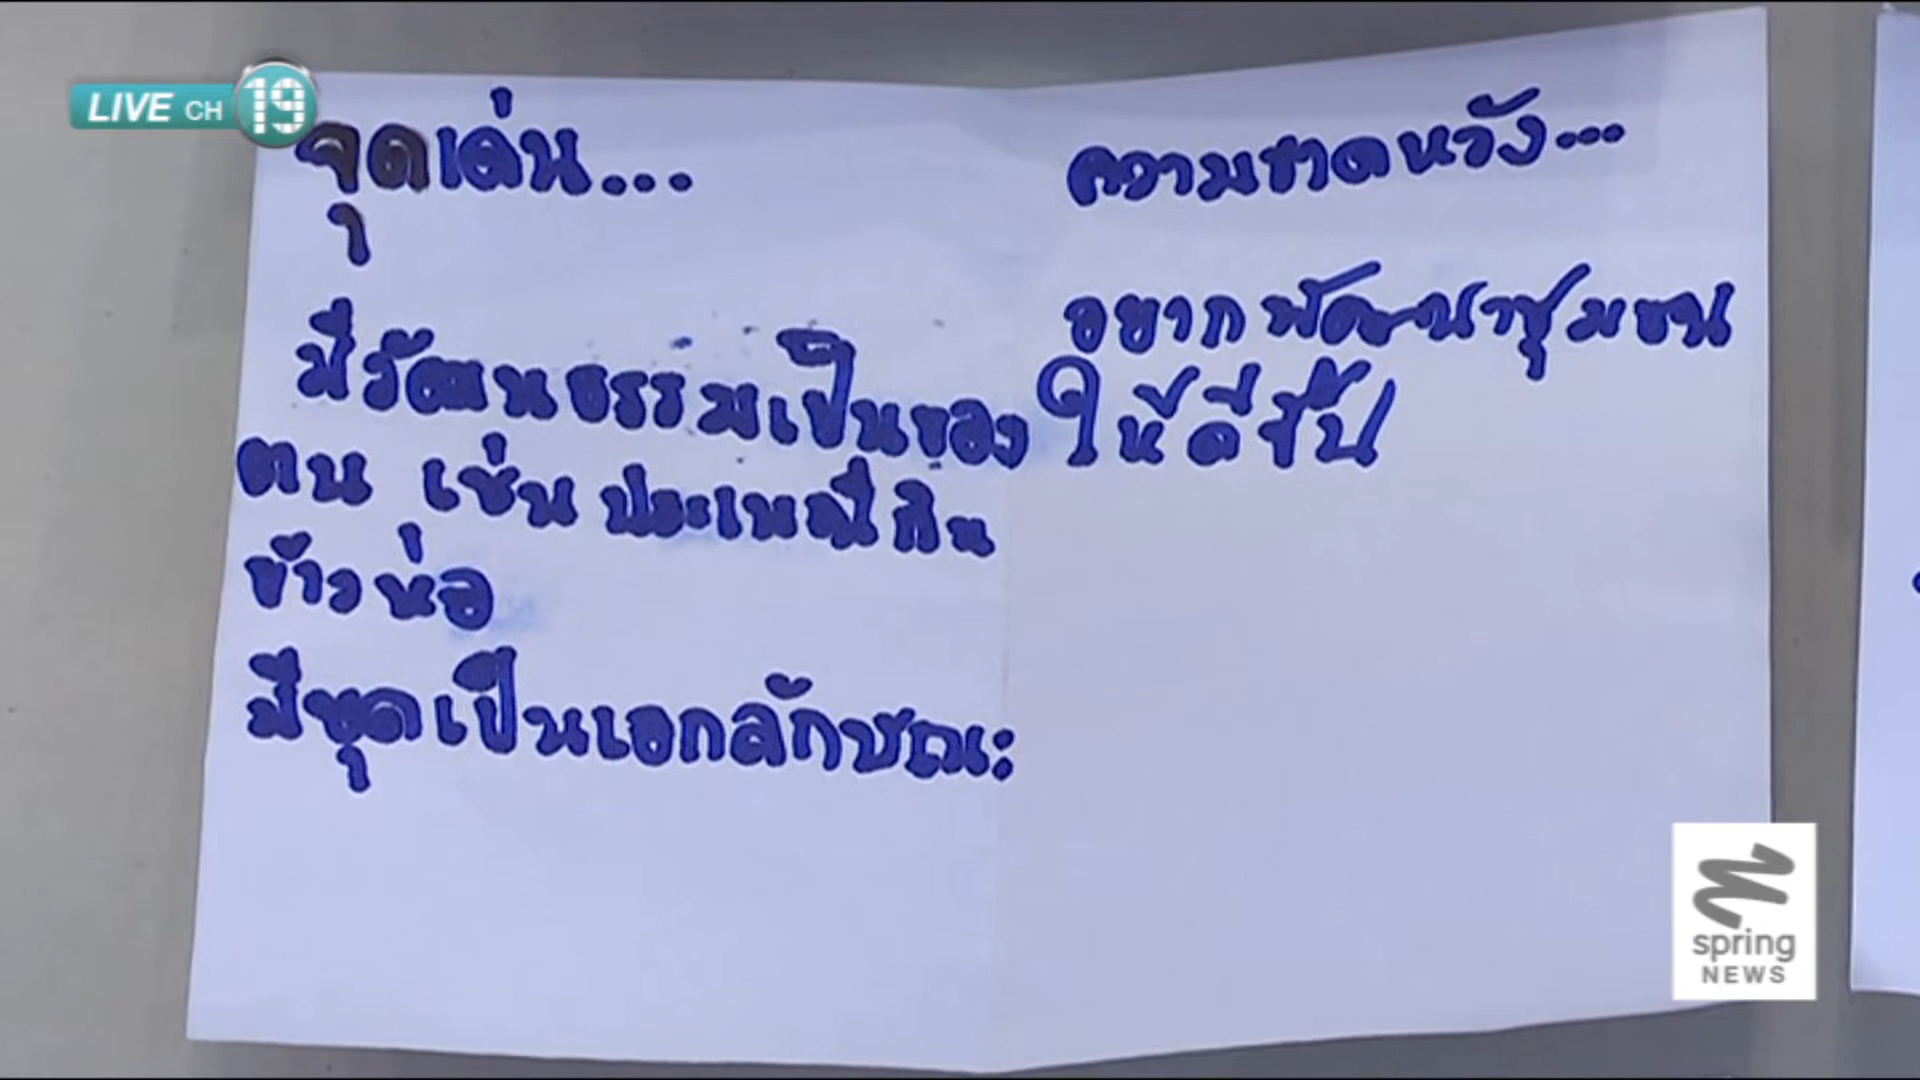 LIVE CH 19
จุดเด่น...
มีวัฒนธรรมเป็นของ
ตน เช่น ประเพณีกิน
ข้าวห่อ
มีชุดเป็นเอกลักษณะ
ความคาดหวัง...
อยากพัฒนาชุมชน
ให้ดีขึ้น
spring
NEWS